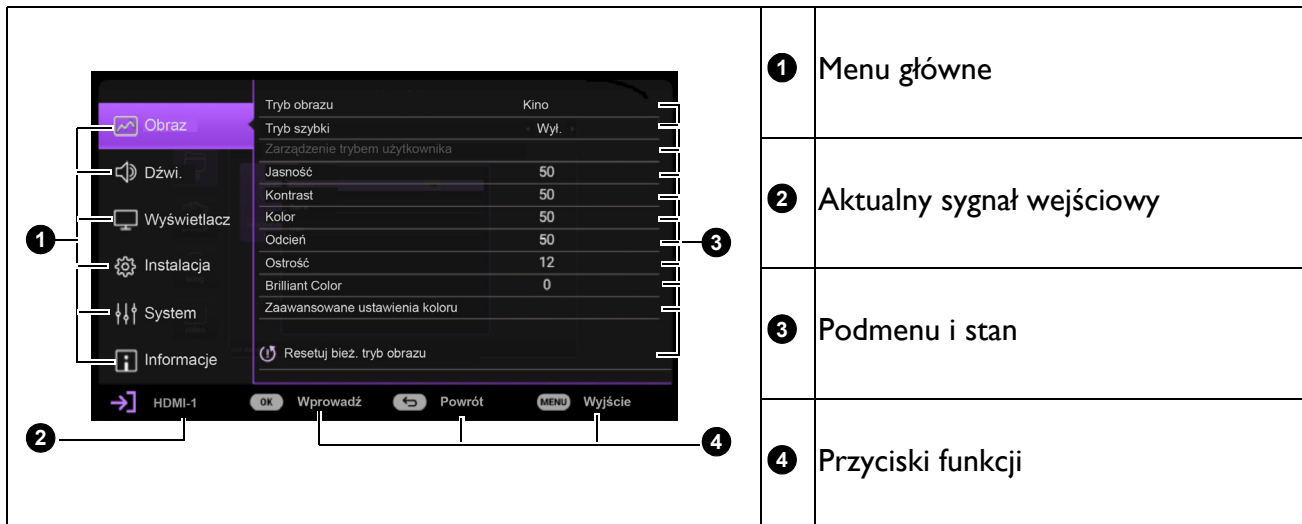 Obraz
Dźwi.
Wyświetlacz
Instalacja
System
Informacje
1
Tryb obrazu Kino
Tryb szybki Wył.
Zarządzenie trybem użytkownika
Jasność 50
Kontrast 50
Kolor 50
Odcień 50
Ostrość 12
Brilliant Color 0
Zaawansowane ustawienia koloru
Resetuj bież. tryb obrazu
3
HDMI-1 OK Wprowadź Powrót MENU Wyjście
2
4
1 Menu główne
2 Aktualny sygnał wejściowy
3 Podmenu i stan
4 Przyciski funkcji